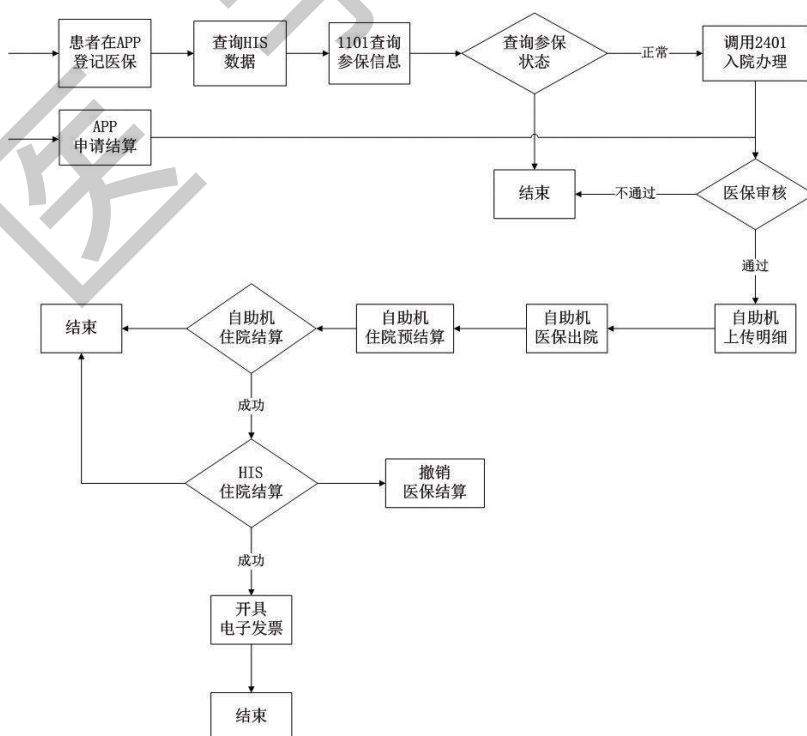 患者在APP
登记医保
查询HIS
数据
1101查询
参保信息
查询参保
状态
正常
调用2401
入院办理
APP
申请结算
结束
不通过
医保审核
通过
结束
自助机
住院结算
自助机
住院预结算
自助机
医保出院
自助机
上传明细
成功
HIS
住院结算
撤销
医保结算
成功
开具
电子发票
结束
医